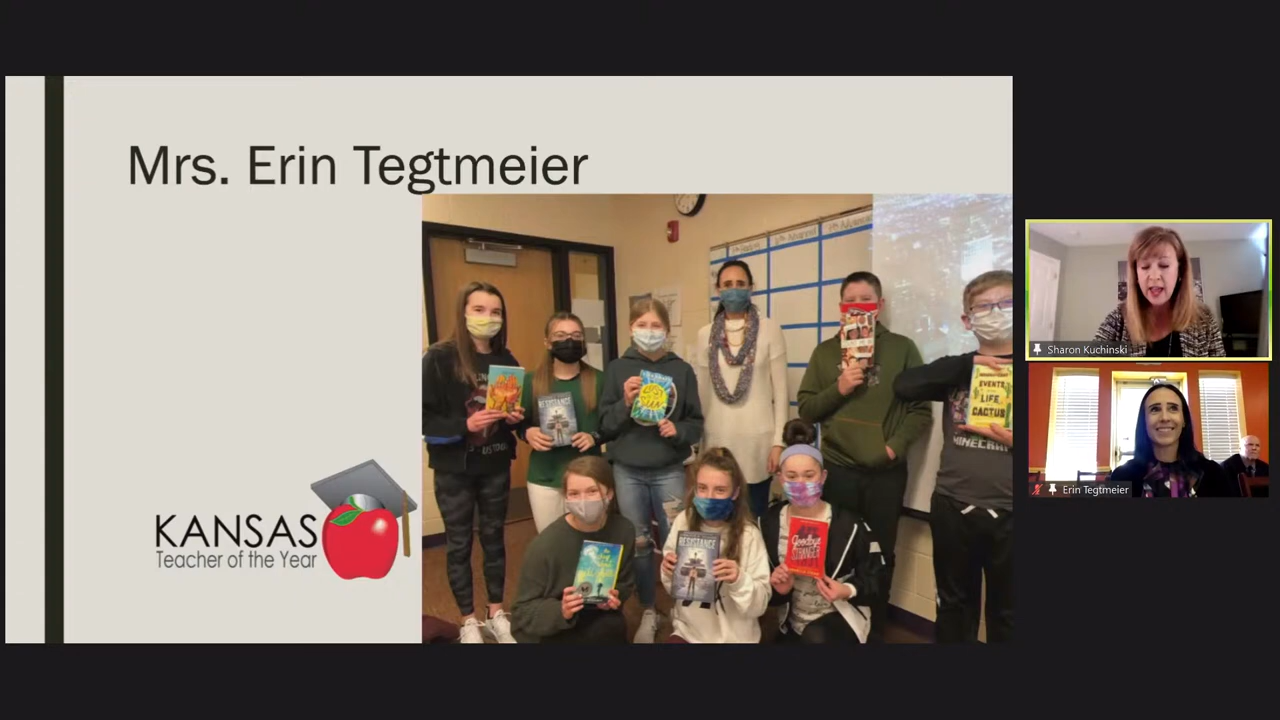 Mrs. Erin Tegtmeier
KANSAS
Teacher of the Year
RESISTANCE
EVENTS
LIFE
CACTUS
MINECRAFT
RESISTANCE
Goodbye
STRANGER
Sharon Kuchinski
Erin Tegtmeier